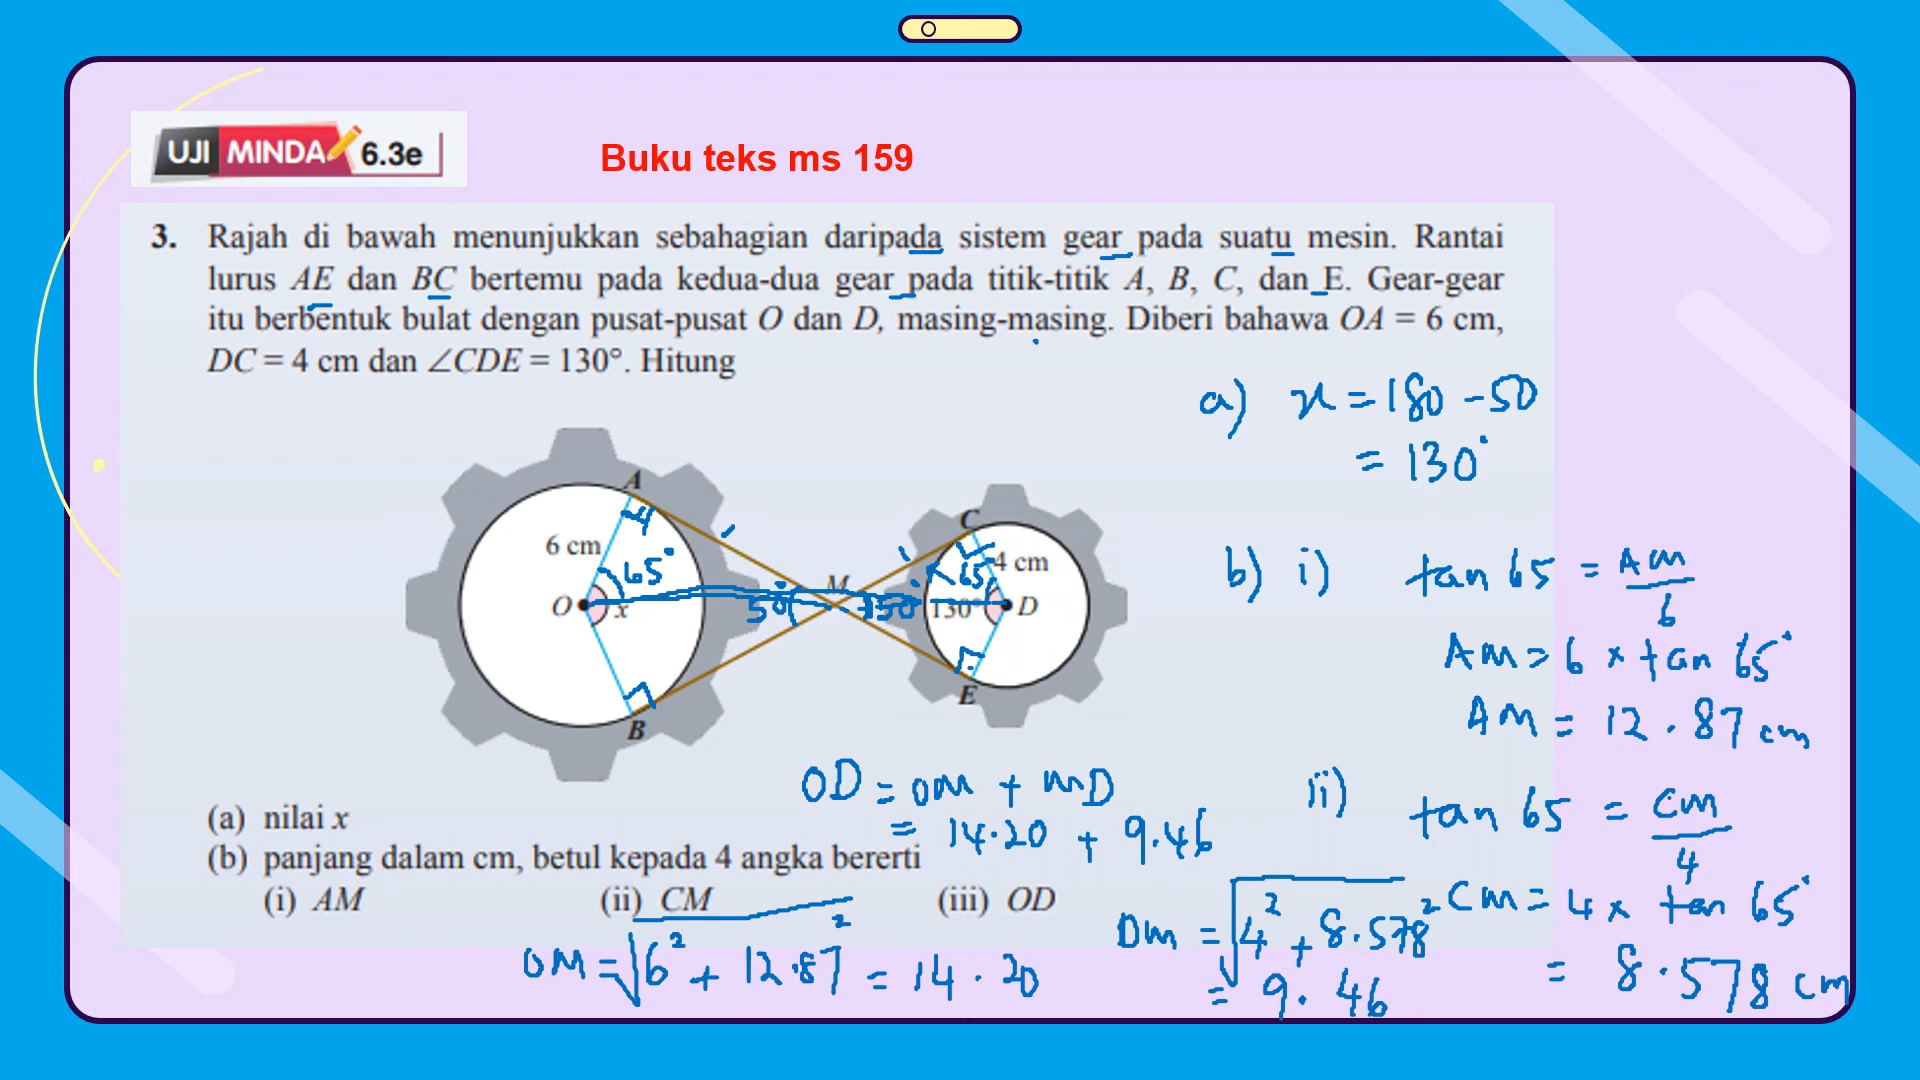 UJI MINDA 6.3e
Buku teks ms 159
3. Rajah di bawah menunjukkan sebahagian daripada sistem gear pada suatu mesin. Rantai
lurus AE dan BC bertemu pada kedua-dua gear pada titik-titik A, B, C, dan E. Gear-gear
itu berbentuk bulat dengan pusat-pusat O dan D, masing-masing. Diberi bahawa OA = 6 cm,
DC = 4 cm dan ∠CDE = 130°. Hitung
a) x = 180 - 50
= 130°
A
C
6 cm
65°
65
4 cm
M
O
x
50
50
130°
D
E
B
b) i) tan 65 = AM/6
AM = 6 × tan 65°
AM = 12.87 cm
ii) tan 65 = CM/4
CM = 4 × tan 65°
= 8.578 cm
OD = OM + MD
= 14.20 + 9.46
(a) nilai x
(b) panjang dalam cm, betul kepada 4 angka bererti
(i) AM (ii) CM (iii) OD
OM = √6² + 12.87² = 14.20
DM = √4² + 8.578²
= 9.46